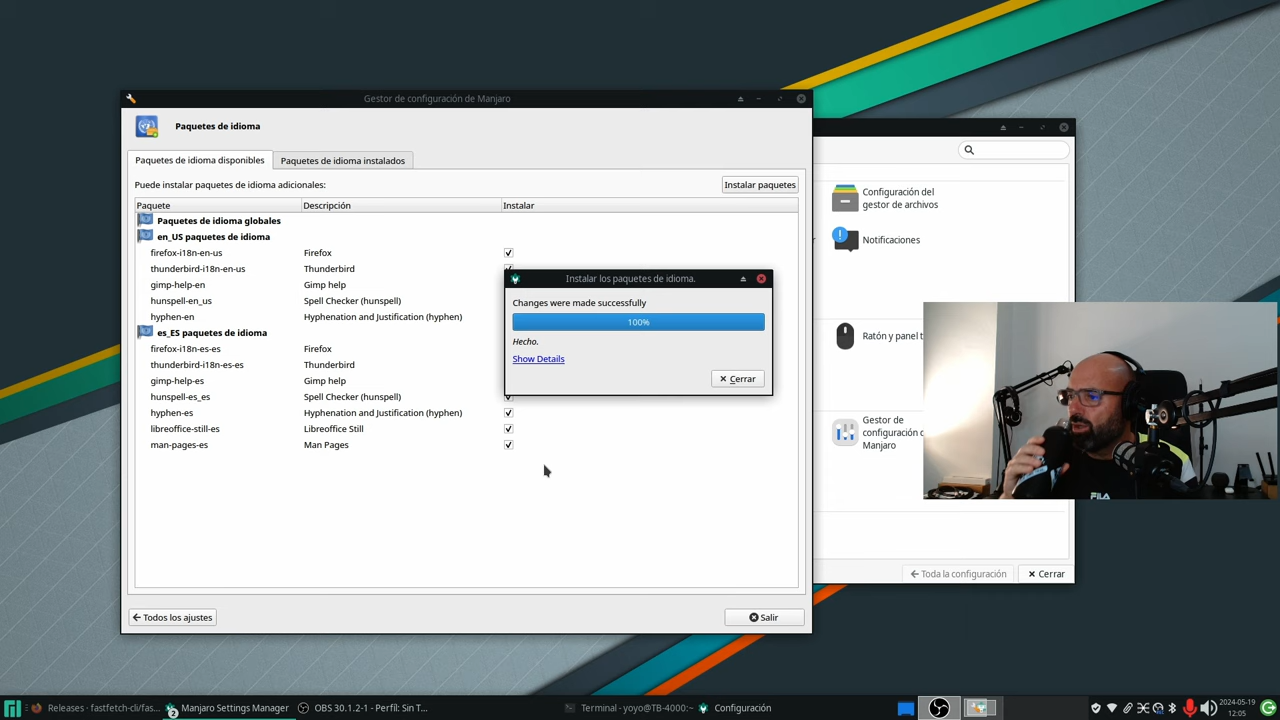 Gestor de configuración de Manjaro
Paquetes de idioma
Paquetes de idioma disponibles
Paquetes de idioma instalados
Puede instalar paquetes de idioma adicionales:
Instalar paquetes
Paquete Descripción Instalar
Paquetes de idioma globales
en_US paquetes de idioma
firefox-i18n-en-us Firefox
thunderbird-i18n-en-us Thunderbird
gimp-help-en Gimp help
hunspell-en_us Spell Checker (hunspell)
hyphen-en Hyphenation and Justification (hyphen)
es_ES paquetes de idioma
firefox-i18n-es-es Firefox
thunderbird-i18n-es-es Thunderbird
gimp-help-es Gimp help
hunspell-es_es Spell Checker (hunspell)
hyphen-es Hyphenation and Justification (hyphen)
libreoffice-still-es Libreoffice Still
man-pages-es Man Pages
Todos los ajustes
Salir
Instalar los paquetes de idioma.
Changes were made successfully
100%
Hecho.
Show Details
Cerrar
Configuración del
gestor de archivos
Notificaciones
Ratón y panel t
Gestor de
configuración d
Manjaro
Toda la configuración
Cerrar
FILA
Releases · fastfetch-cli/fas...
2
Manjaro Settings Manager
OBS 30.1.2-1 - Perfil: Sin T...
Terminal - yoyo@TB-4000:~
Configuración
2024-05-19
12:05